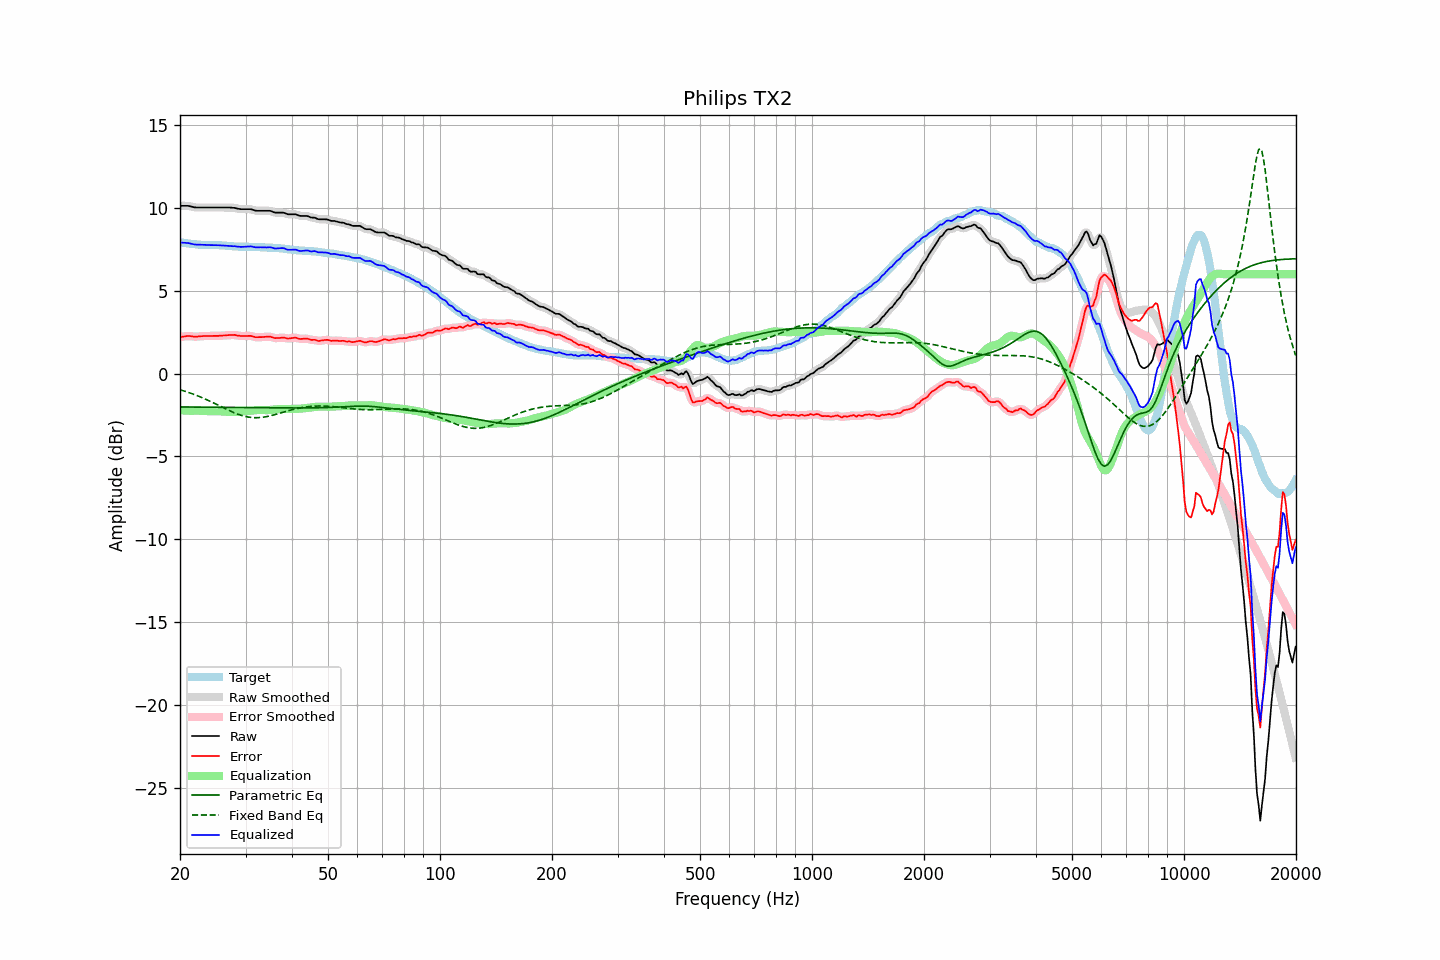 Philips TX2
15
10
5
0
−5
−10
−15
−20
−25
Amplitude (dBr)
Target
Raw Smoothed
Error Smoothed
Raw
Error
Equalization
Parametric Eq
Fixed Band Eq
Equalized
20 50 100 200 500 1000 2000 5000 10000 20000
Frequency (Hz)